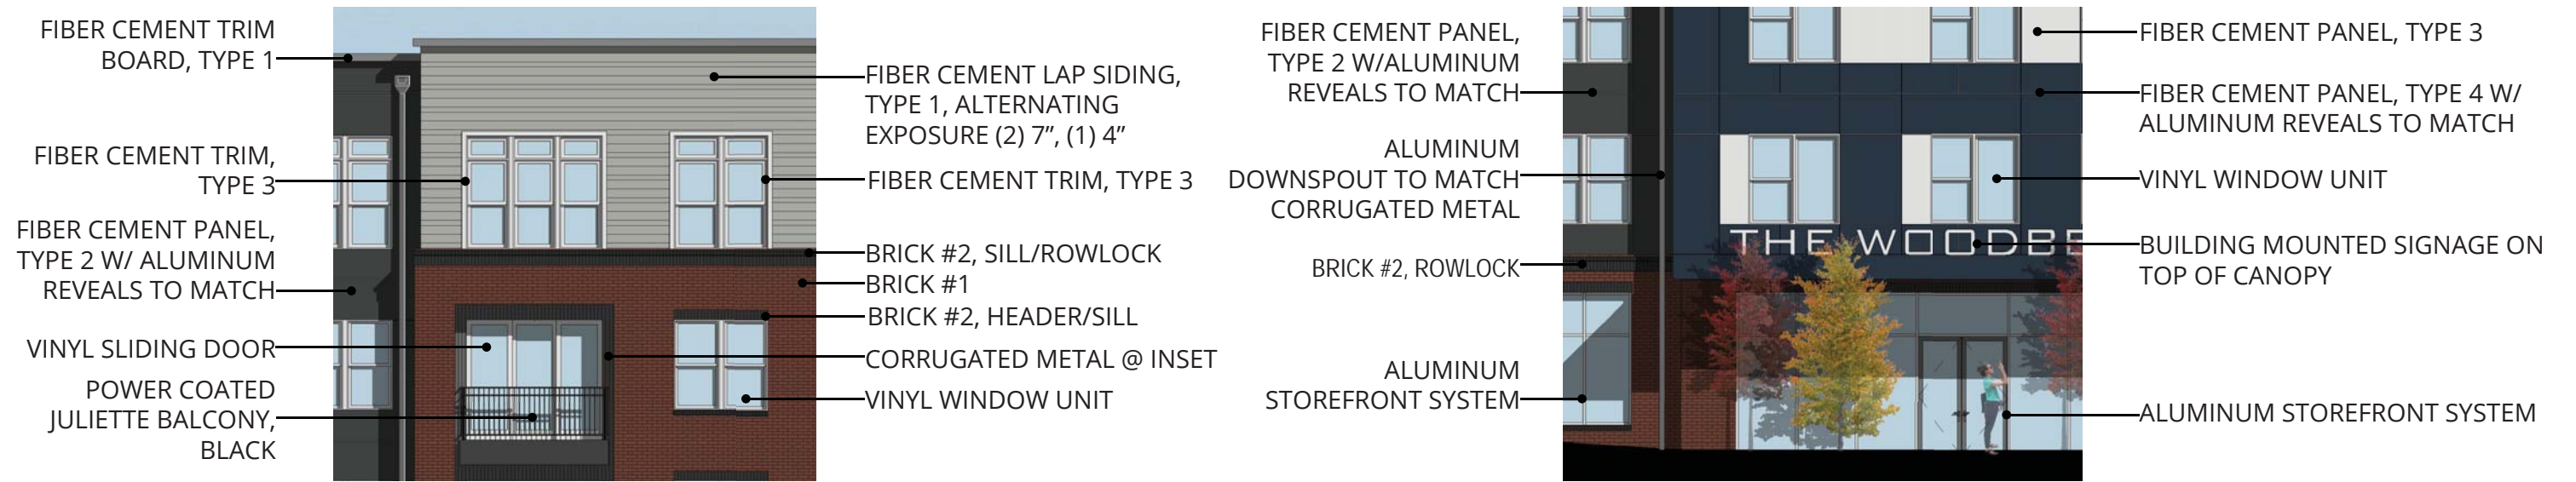 FIBER CEMENT TRIM
BOARD, TYPE 1
FIBER CEMENT TRIM,
TYPE 3
FIBER CEMENT PANEL,
TYPE 2 W/ ALUMINUM
REVEALS TO MATCH
VINYL SLIDING DOOR
POWER COATED
JULIETTE BALCONY,
BLACK
FIBER CEMENT LAP SIDING,
TYPE 1, ALTERNATING
EXPOSURE (2) 7”, (1) 4”
FIBER CEMENT TRIM, TYPE 3
BRICK #2, SILL/ROWLOCK
BRICK #1
BRICK #2, HEADER/SILL
CORRUGATED METAL @ INSET
VINYL WINDOW UNIT
FIBER CEMENT PANEL,
TYPE 2 W/ALUMINUM
REVEALS TO MATCH
ALUMINUM
DOWNSPOUT TO MATCH
CORRUGATED METAL
BRICK #2, ROWLOCK
ALUMINUM
STOREFRONT SYSTEM
THE WOODBE
FIBER CEMENT PANEL, TYPE 3
FIBER CEMENT PANEL, TYPE 4 W/
ALUMINUM REVEALS TO MATCH
VINYL WINDOW UNIT
BUILDING MOUNTED SIGNAGE ON
TOP OF CANOPY
ALUMINUM STOREFRONT SYSTEM